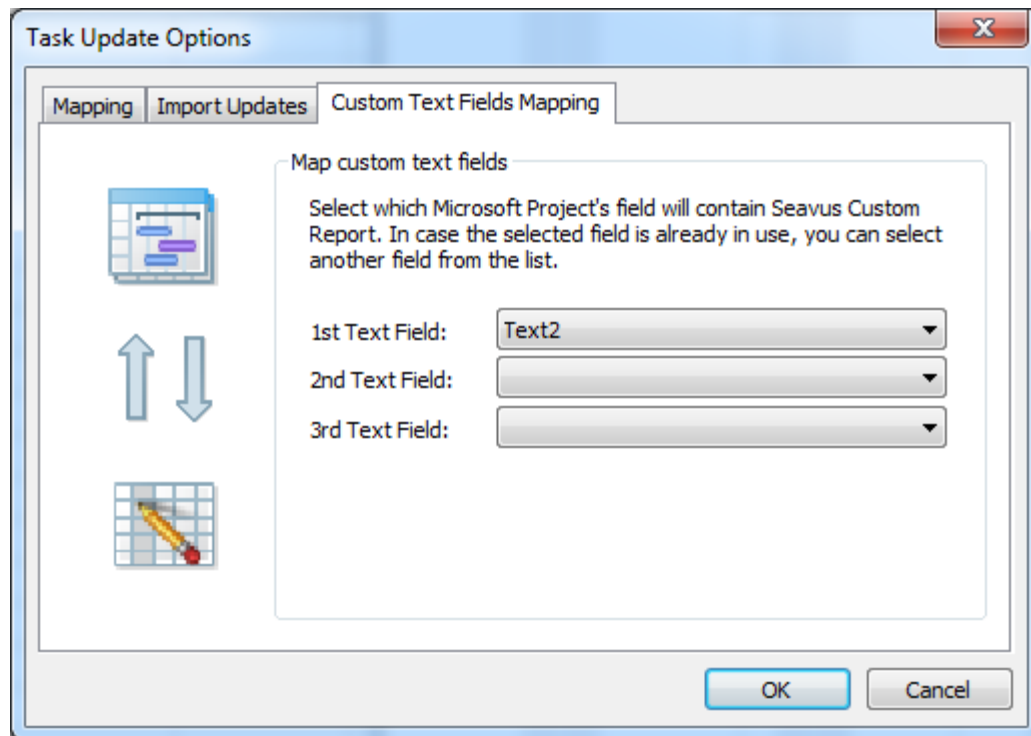 Task Update Options
Mapping
Import Updates
Custom Text Fields Mapping
Map custom text fields
Select which Microsoft Project's field will contain Seavus Custom
Report. In case the selected field is already in use, you can select
another field from the list.
1st Text Field:
Text2
2nd Text Field:
3rd Text Field:
OK
Cancel